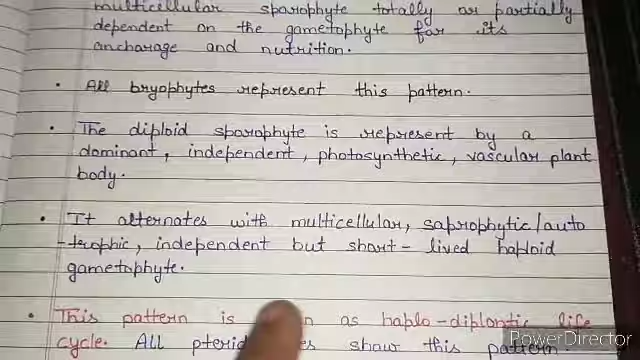 multicellular sporophyte totally or partially
dependent on the gametophyte for its
anchorage and nutrition.
• All bryophytes represent this pattern.
• The diploid sporophyte is represent by a
dominant, independent, photosynthetic, vascular plant
body.
• It alternates with multicellular, saprophytic/auto
-trophic, independent but short-lived haploid
gametophyte.
• This pattern is as haplo-diplontic life
cycle. All show this pattern
PowerDirector